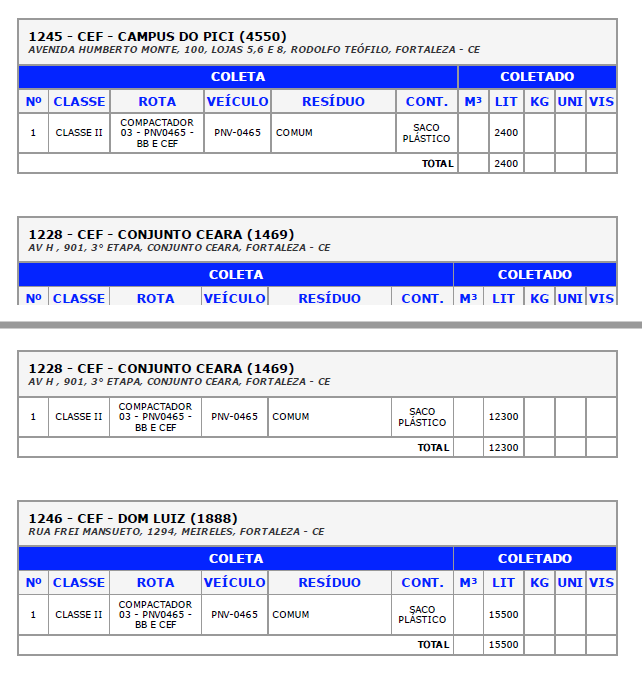 1245 - CEF - CAMPUS DO PICI (4550)
AVENIDA HUMBERTO MONTE, 100, LOJAS 5,6 E 8, RODOLFO TEÓFILO, FORTALEZA - CE
COLETA COLETADO
Nº CLASSE ROTA VEÍCULO RESÍDUO CONT. M³ LIT KG UNI VIS
1 CLASSE II COMPACTADOR 03 - PNV0465 - BB E CEF PNV-0465 COMUM SACO PLÁSTICO 2400
TOTAL 2400
1228 - CEF - CONJUNTO CEARA (1469)
AV H , 901, 3° ETAPA, CONJUNTO CEARA, FORTALEZA - CE
COLETA COLETADO
Nº CLASSE ROTA VEÍCULO RESÍDUO CONT. M³ LIT KG UNI VIS
1228 - CEF - CONJUNTO CEARA (1469)
AV H , 901, 3° ETAPA, CONJUNTO CEARA, FORTALEZA - CE
1 CLASSE II COMPACTADOR 03 - PNV0465 - BB E CEF PNV-0465 COMUM SACO PLÁSTICO 12300
TOTAL 12300
1246 - CEF - DOM LUIZ (1888)
RUA FREI MANSUETO, 1294, MEIRELES, FORTALEZA - CE
COLETA COLETADO
Nº CLASSE ROTA VEÍCULO RESÍDUO CONT. M³ LIT KG UNI VIS
1 CLASSE II COMPACTADOR 03 - PNV0465 - BB E CEF PNV-0465 COMUM SACO PLÁSTICO 15500
TOTAL 15500